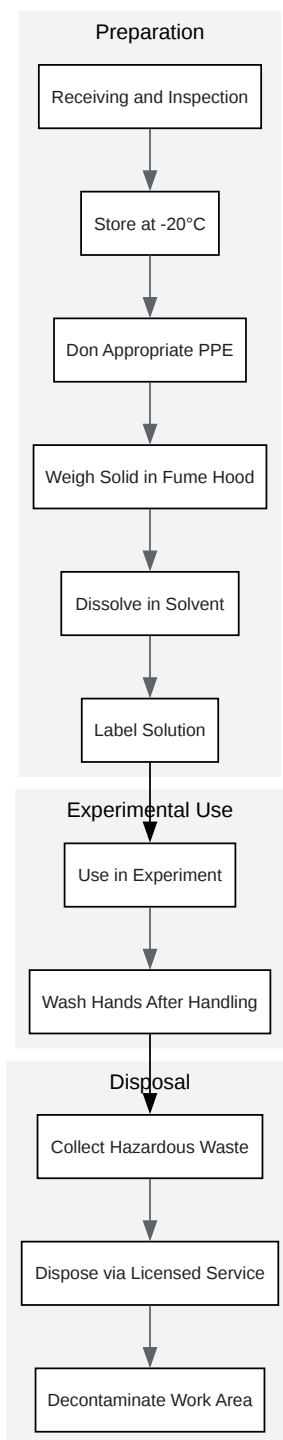 Preparation
Receiving and Inspection
Store at -20°C
Don Appropriate PPE
Weigh Solid in Fume Hood
Dissolve in Solvent
Label Solution
Experimental Use
Use in Experiment
Wash Hands After Handling
Disposal
Collect Hazardous Waste
Dispose via Licensed Service
Decontaminate Work Area